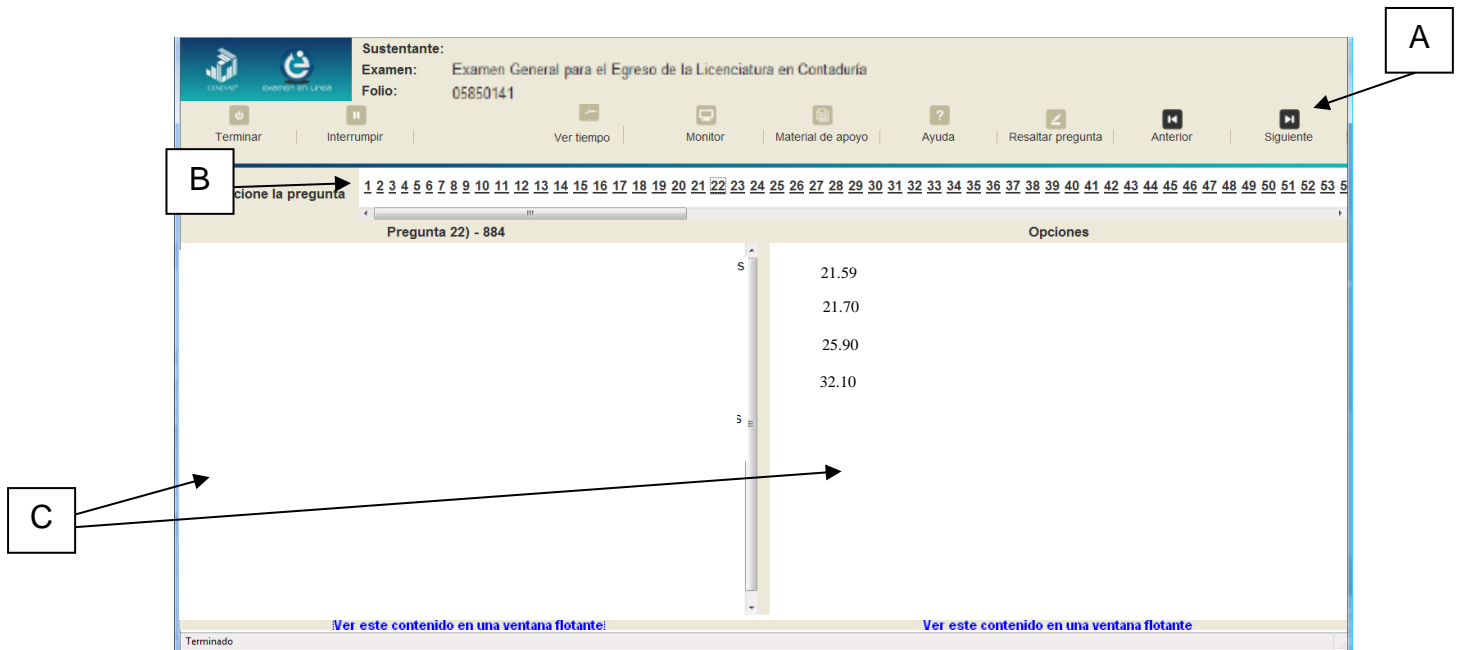 A
Sustentante:
Examen: Examen General para el Egreso de la Licenciatura en Contaduría
Folio: 05850141
CENEVAL® examen en línea
Terminar Interrumpir Ver tiempo Monitor Material de apoyo Ayuda Resaltar pregunta Anterior Siguiente
B
cione la pregunta
1 2 3 4 5 6 7 8 9 10 11 12 13 14 15 16 17 18 19 20 21 22 23 24 25 26 27 28 29 30 31 32 33 34 35 36 37 38 39 40 41 42 43 44 45 46 47 48 49 50 51 52 53 5
Pregunta 22) - 884 Opciones
s
21.59
21.70
25.90
32.10
s
C
Ver este contenido en una ventana flotante Ver este contenido en una ventana flotante
Terminado